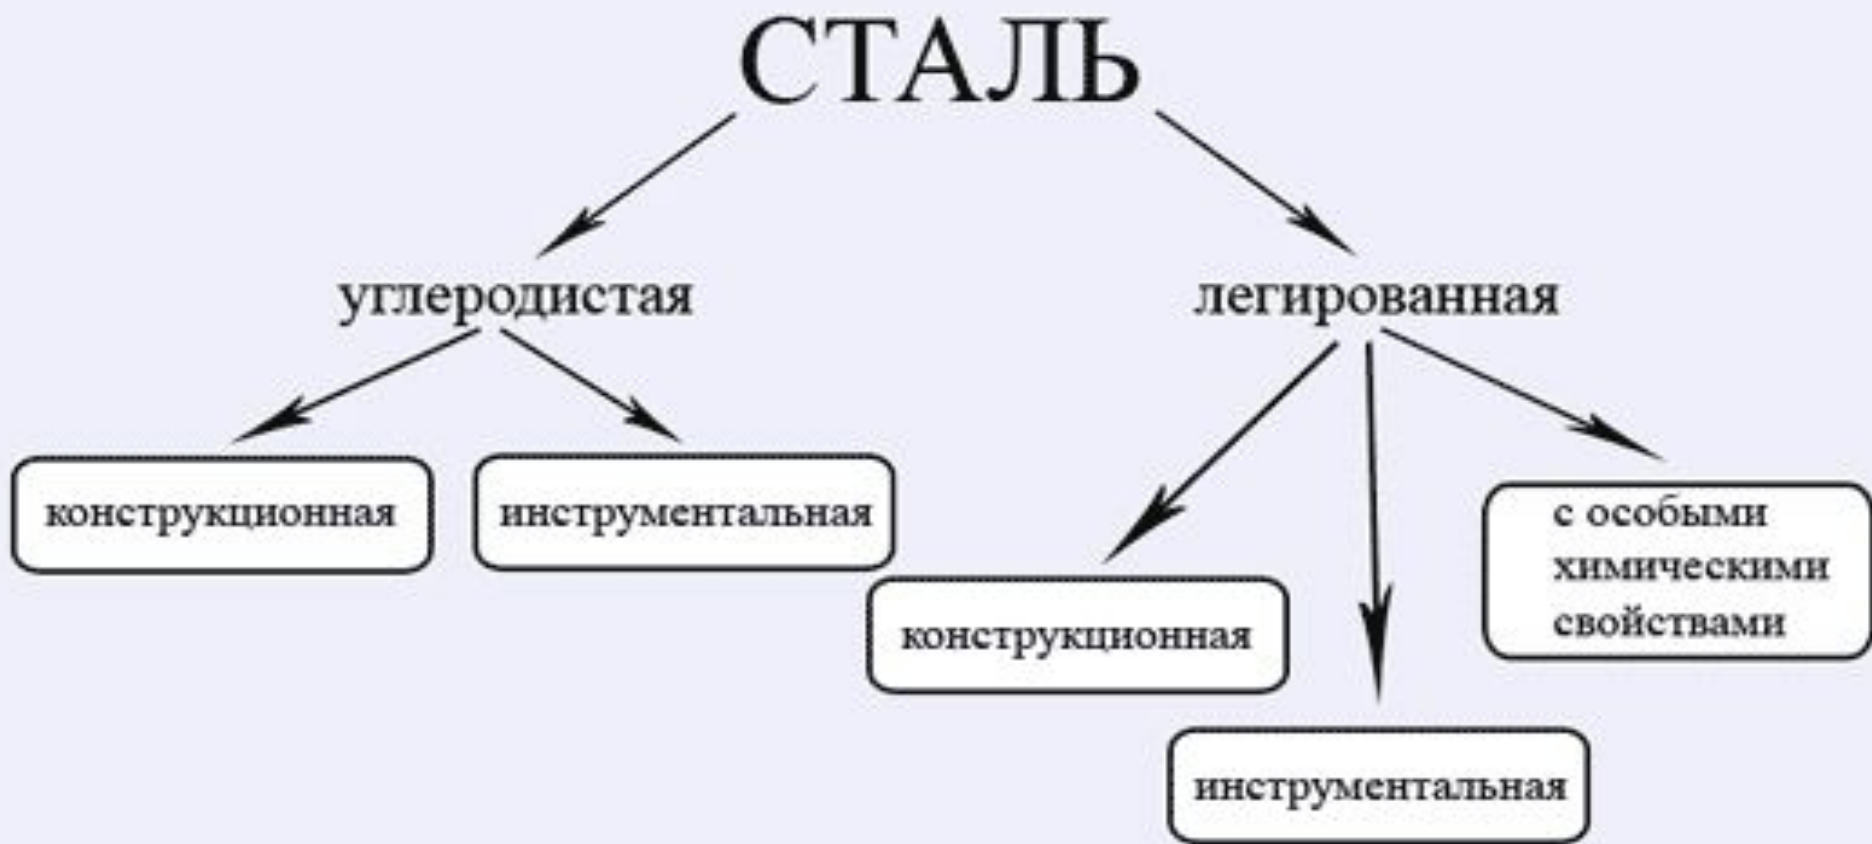 СТАЛЬ
углеродистая
легированная
конструкционная
инструментальная
конструкционная
инструментальная
с особыми
химическими
свойствами